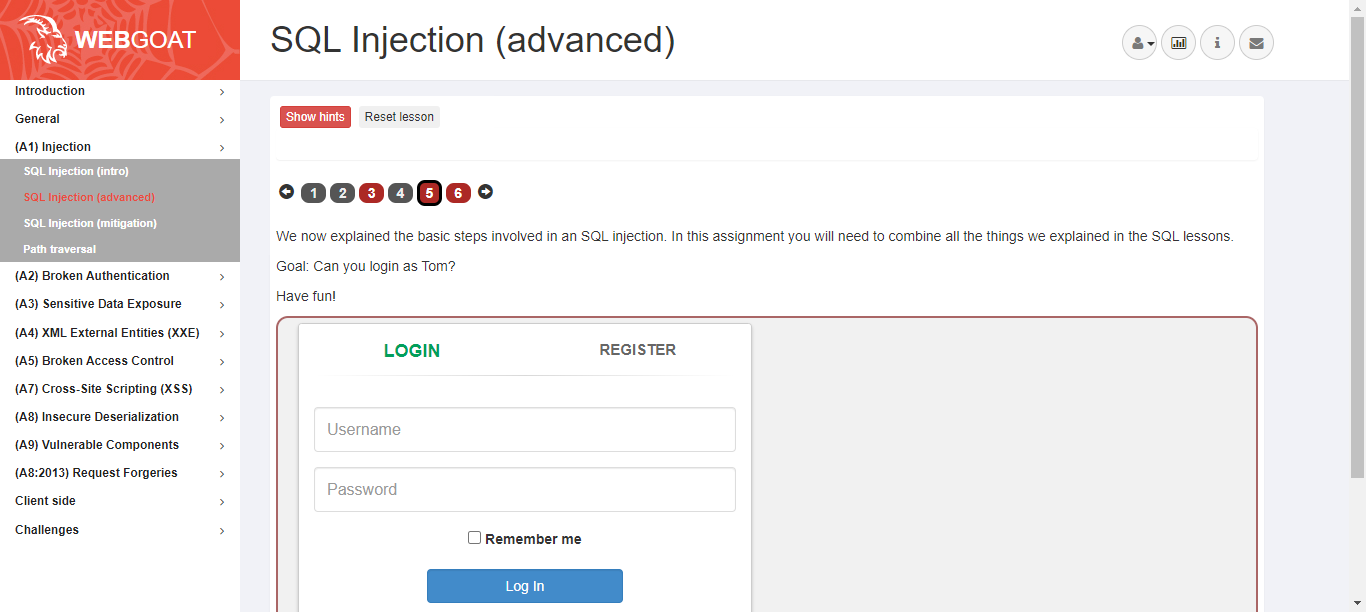 WEBGOAT
SQL Injection (advanced)
Introduction
General
(A1) Injection
SQL Injection (intro)
SQL Injection (advanced)
SQL Injection (mitigation)
Path traversal
(A2) Broken Authentication
(A3) Sensitive Data Exposure
(A4) XML External Entities (XXE)
(A5) Broken Access Control
(A7) Cross-Site Scripting (XSS)
(A8) Insecure Deserialization
(A9) Vulnerable Components
(A8:2013) Request Forgeries
Client side
Challenges
Show hints Reset lesson
1 2 3 4 5 6
We now explained the basic steps involved in an SQL injection. In this assignment you will need to combine all the things we explained in the SQL lessons.
Goal: Can you login as Tom?
Have fun!
LOGIN REGISTER
Username
Password
Remember me
Log In